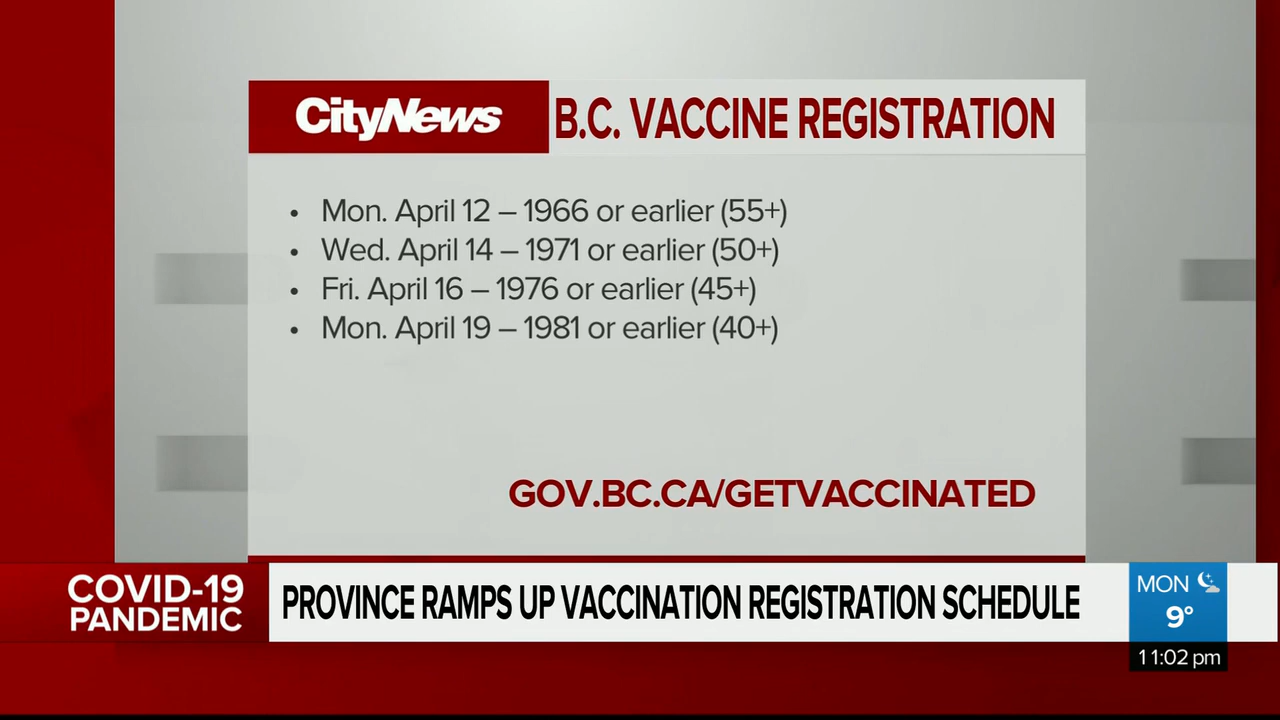 CityNews B.C. VACCINE REGISTRATION
• Mon. April 12 – 1966 or earlier (55+)
• Wed. April 14 – 1971 or earlier (50+)
• Fri. April 16 – 1976 or earlier (45+)
• Mon. April 19 – 1981 or earlier (40+)
GOV.BC.CA/GETVACCINATED
COVID-19
PANDEMIC
PROVINCE RAMPS UP VACCINATION REGISTRATION SCHEDULE
MON
9°
11:02 pm